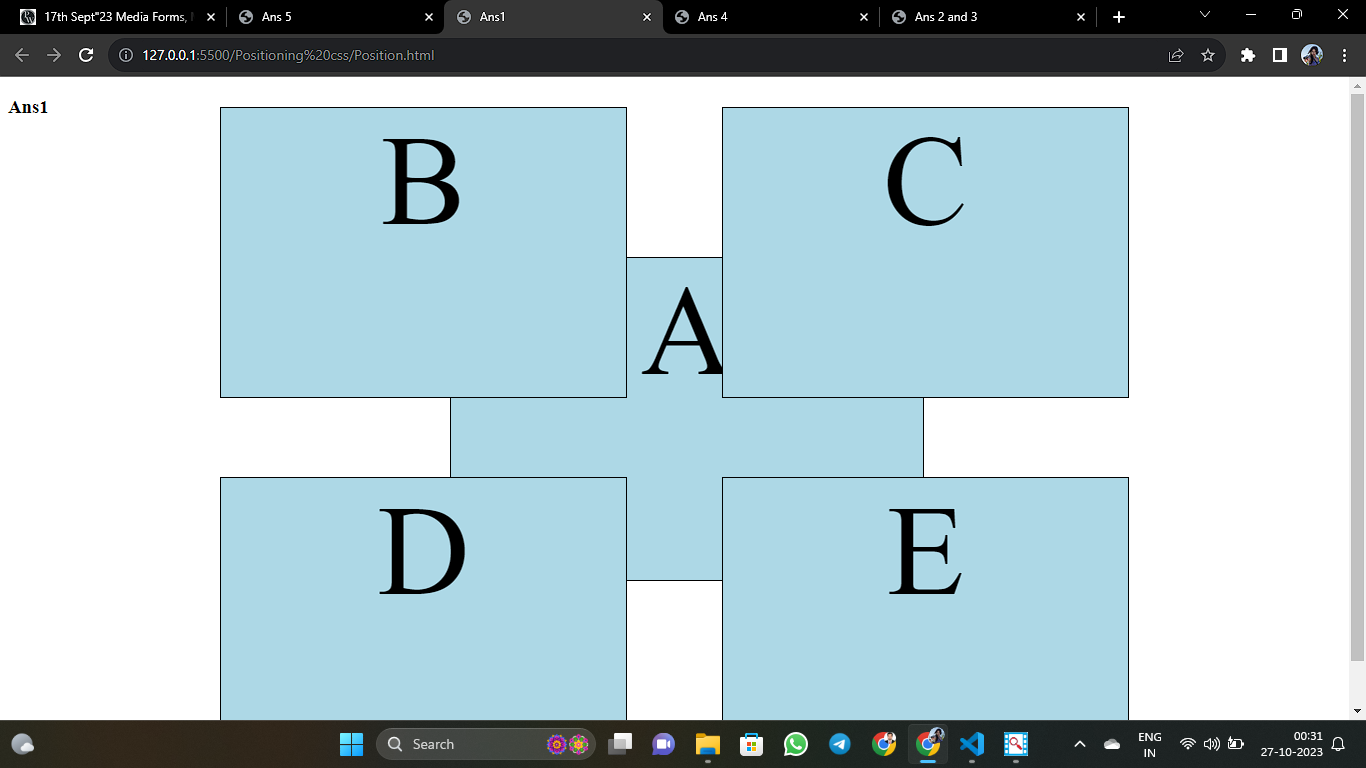 17th Sept"23 Media Forms,
Ans 5
Ans1
Ans 4
Ans 2 and 3
127.0.0.1:5500/Positioning%20css/Position.html
Ans1
B
C
A
D
E
Search
ENG
IN
00:31
27-10-2023